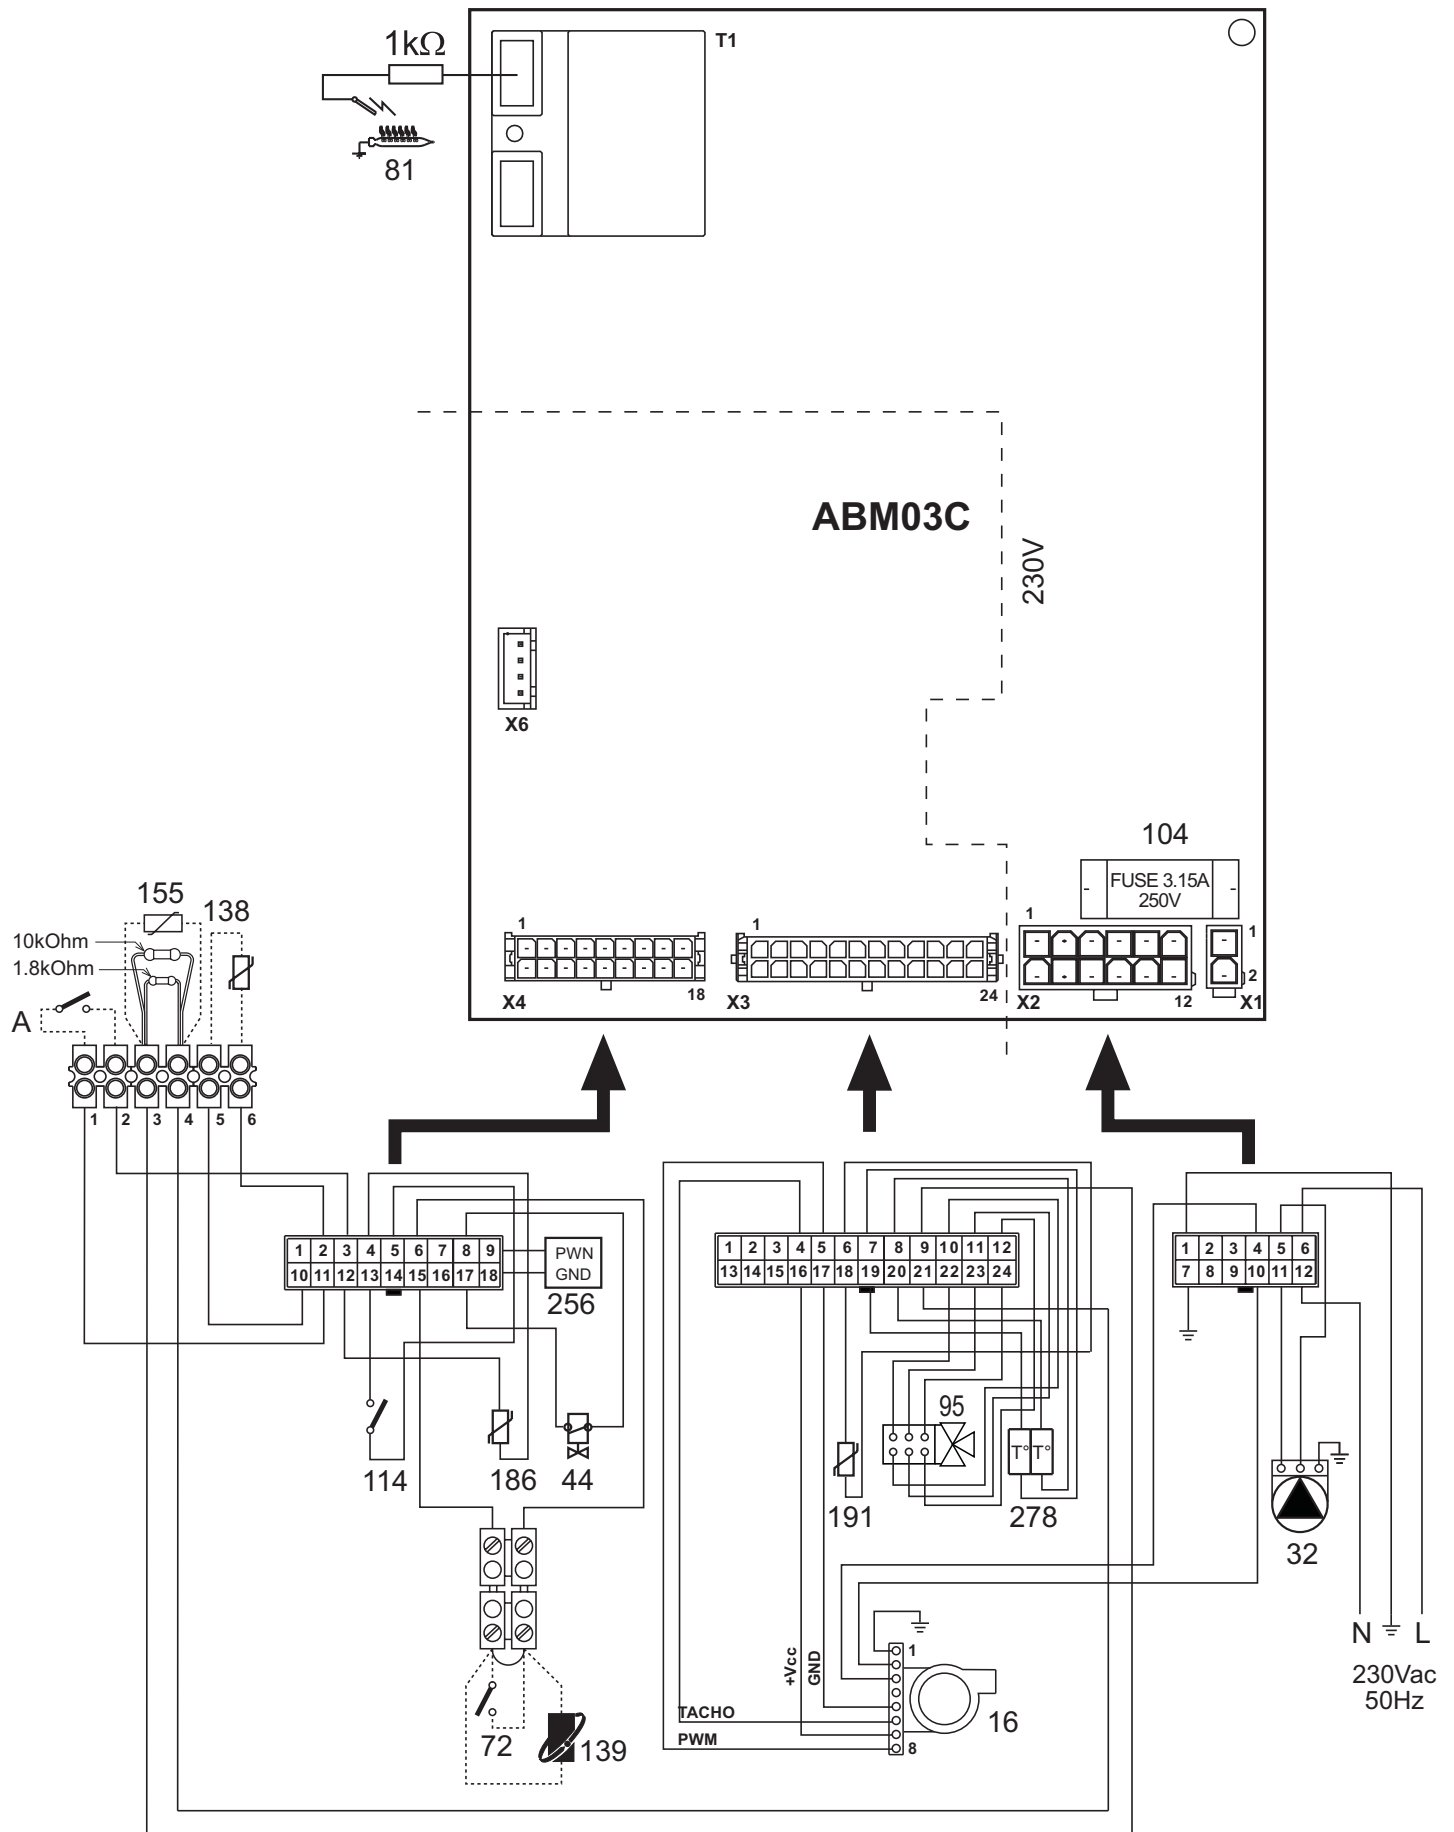 1kΩ
T1
81
ABM03C
230V
X6
104
FUSE 3.15A
250V
1
1
1
1
2
18
24
12
X4
X3
X2
X1
155
138
10kOhm
1.8kOhm
A
1 2 3 4 5 6
1 2 3 4 5 6 7 8 9
10 11 12 13 14 15 16 17 18
PWN
GND
256
1 2 3 4 5 6 7 8 9 10 11 12
13 14 15 16 17 18 19 20 21 22 23 24
1 2 3 4 5 6
7 8 9 10 11 12
95
T° T°
114
186
44
191
278
32
N L
230Vac
50Hz
+Vcc
GND
1
TACHO
PWM
16
8
72
139